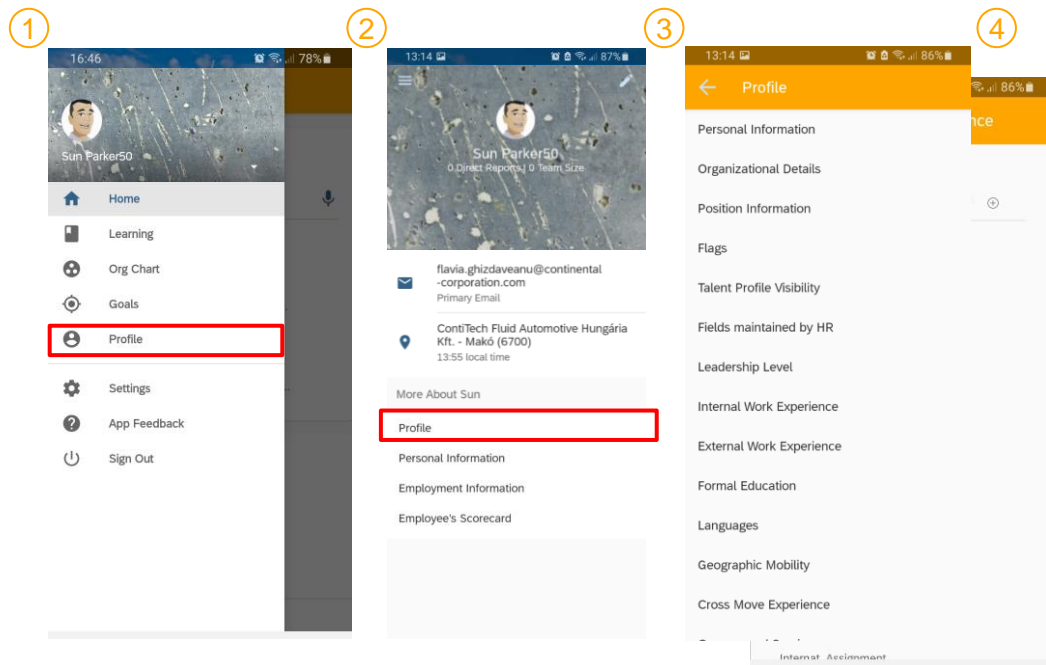 1
2
3
4
16:46
78%
Sun Parker50
Home
Learning
Org Chart
Goals
Profile
Settings
App Feedback
Sign Out
13:14
87%
Sun Parker50
0 Direct Reports | 0 Team Size
flavia.ghizdaveanu@continental
-corporation.com
Primary Email
ContiTech Fluid Automotive Hungária
Kft. - Makó (6700)
13:55 local time
More About Sun
Profile
Personal Information
Employment Information
Employee's Scorecard
13:14
86%
Profile
Personal Information
Organizational Details
Position Information
Flags
Talent Profile Visibility
Fields maintained by HR
Leadership Level
Internal Work Experience
External Work Experience
Formal Education
Languages
Geographic Mobility
Cross Move Experience
86%
nce
Internat. Assignment